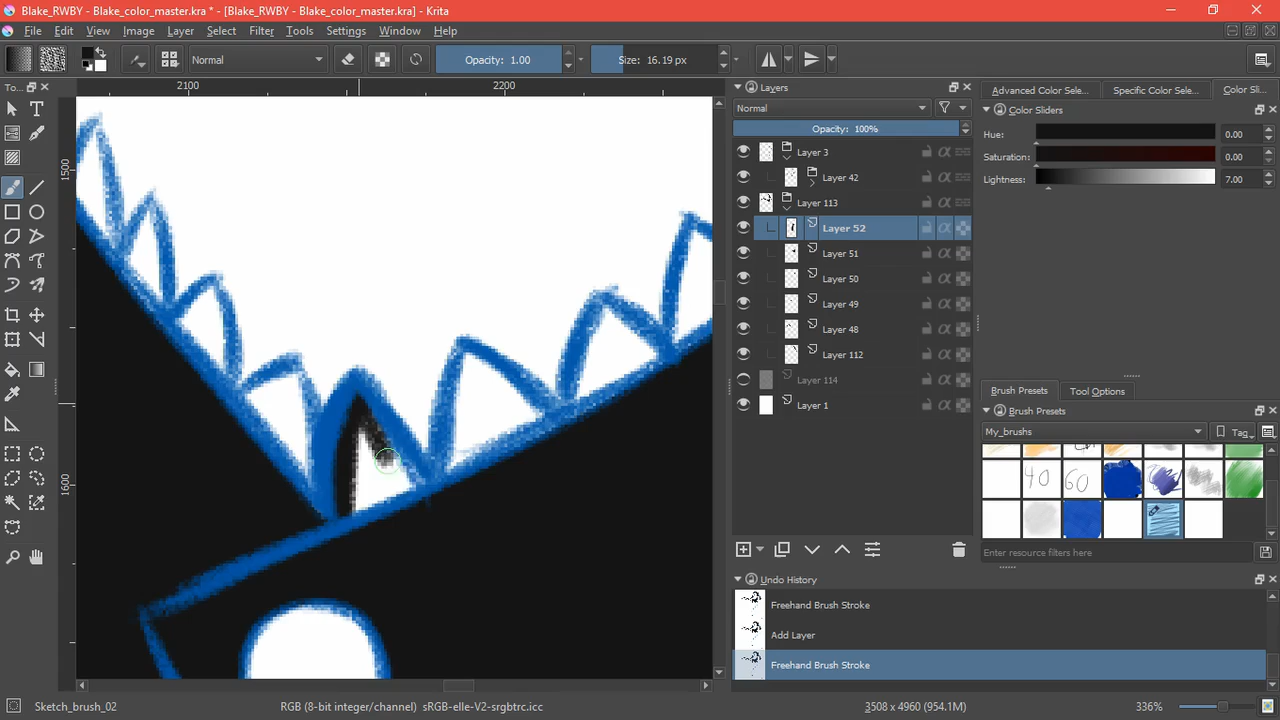 Blake_RWBY - Blake_color_master.kra * - [Blake_RWBY - Blake_color_master.kra] - Krita
File Edit View Image Layer Select Filter Tools Settings Window Help
Normal Opacity: 1.00 Size: 16.19 px
To...
2100 2200
1500
1600
Layers
Normal
Opacity: 100%
Layer 3
Layer 42
Layer 113
Layer 52
Layer 51
Layer 50
Layer 49
Layer 48
Layer 112
Layer 114
Layer 1
Undo History
Freehand Brush Stroke
Add Layer
Freehand Brush Stroke
Advanced Color Sele... Specific Color Sele... Color Sli...
Color Sliders
Hue: 0.00
Saturation: 0.00
Lightness: 7.00
Brush Presets Tool Options
Brush Presets
My_brushs Tag
40 60
Enter resource filters here
Sketch_brush_02 RGB (8-bit integer/channel) sRGB-elle-V2-srgbtrc.icc 3508 x 4960 (954.1M) 336%